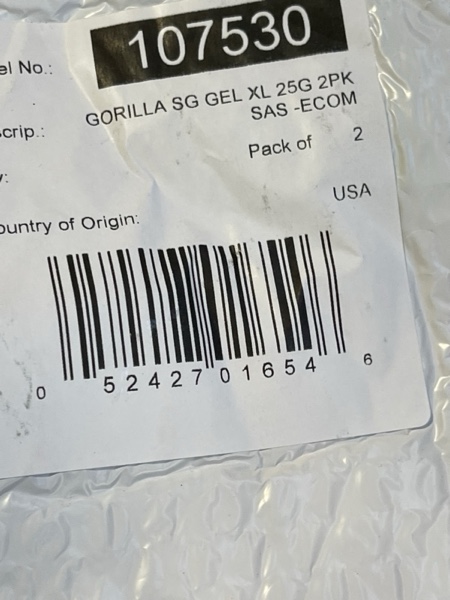 el No.: 107530
scrip.: GORILLA SG GEL XL 25G 2PK
SAS -ECOM
y: Pack of 2
ountry of Origin: USA
0 52427 01654 6